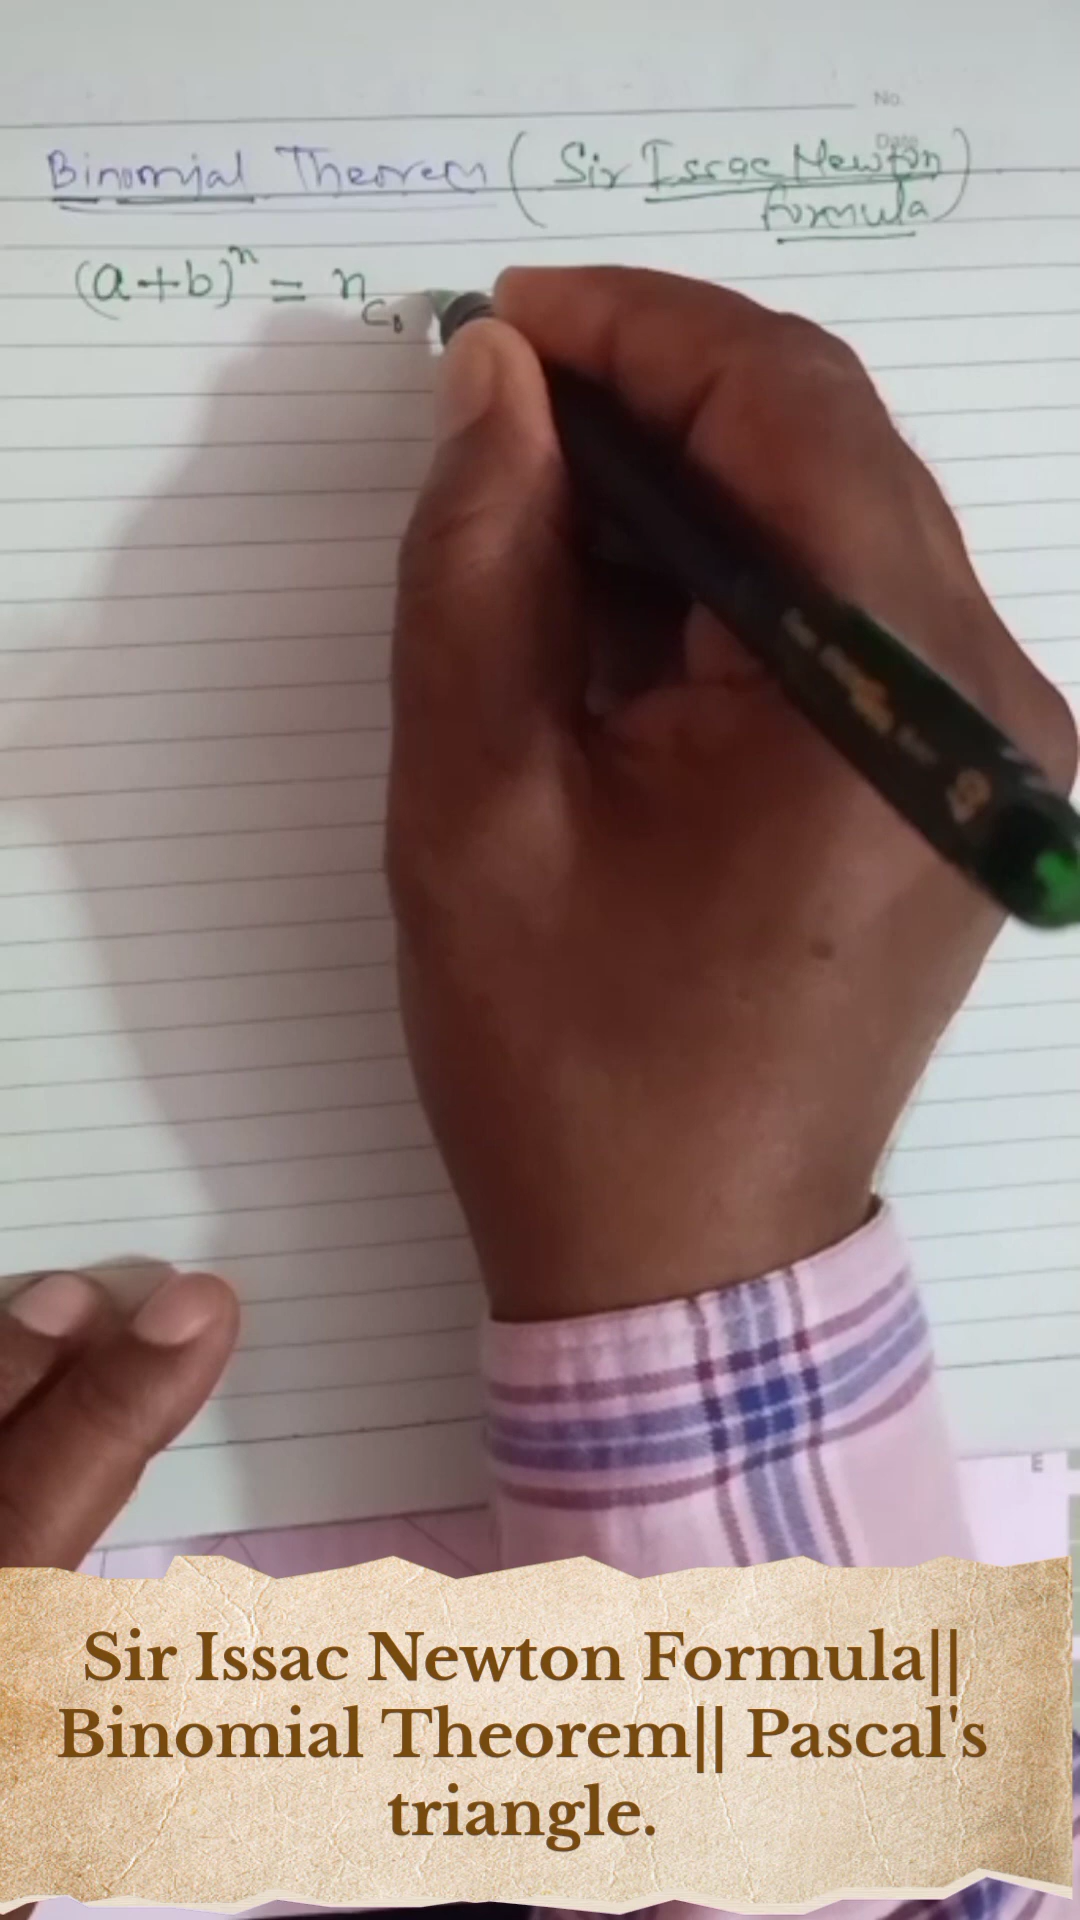 No.
Date
Binomial Theorem ( Sir Issac Newton
Formula)
(a+b)ⁿ = nC₀
E
Sir Issac Newton Formula||
Binomial Theorem|| Pascal's
triangle.